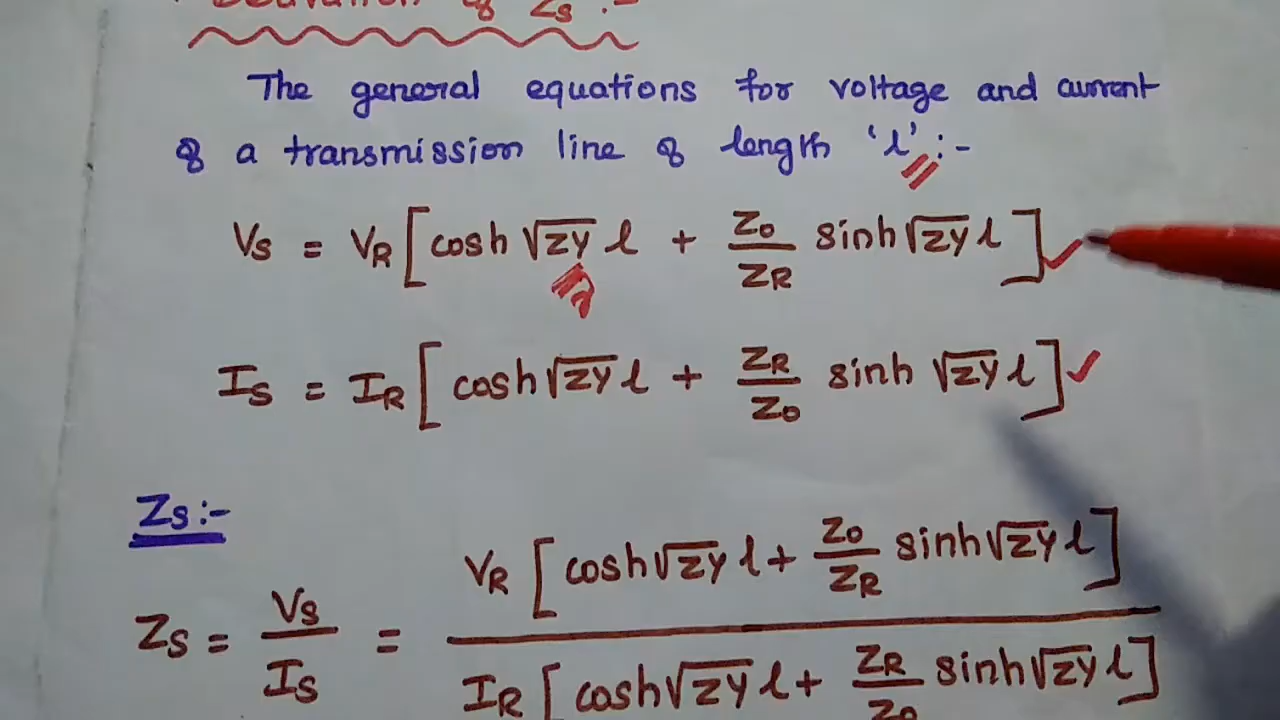 of Zs :-
The general equations for voltage and current
of a transmission line of length 'l' :-
Vs = VR [cosh √zy l + Zo/ZR sinh √zy l]
Is = IR [cosh √zy l + ZR/Zo sinh √zy l]
Zs :-
Zs = Vs/Is = VR [cosh √zy l + Zo/ZR sinh √zy l] / IR [cosh √zy l + ZR/Zo sinh √zy l]